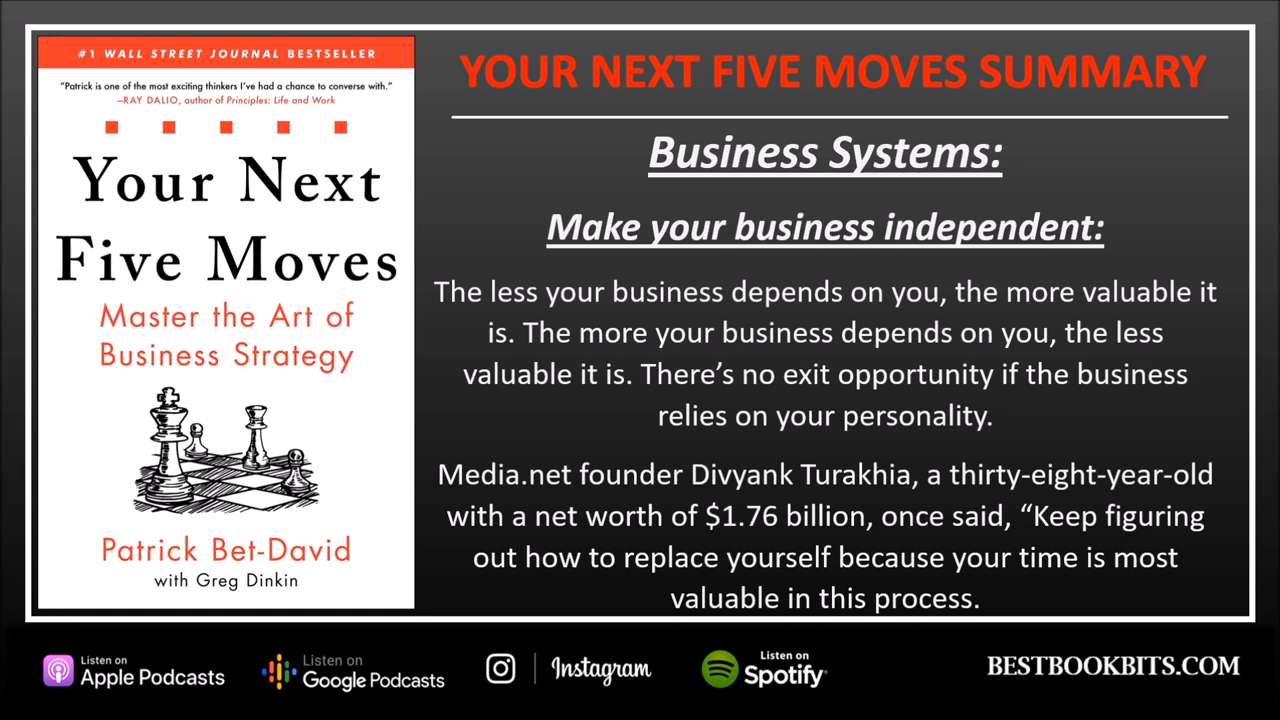 #1 WALL STREET JOURNAL BESTSELLER
“Patrick is one of the most exciting thinkers I’ve had a chance to converse with.”
—RAY DALIO, author of Principles: Life and Work
Your Next
Five Moves
Master the Art of
Business Strategy
Patrick Bet-David
with Greg Dinkin
YOUR NEXT FIVE MOVES SUMMARY
Business Systems:
Make your business independent:
The less your business depends on you, the more valuable it
is. The more your business depends on you, the less
valuable it is. There’s no exit opportunity if the business
relies on your personality.
Media.net founder Divyank Turakhia, a thirty-eight-year-old
with a net worth of $1.76 billion, once said, “Keep figuring
out how to replace yourself because your time is most
valuable in this process.
Listen on
Apple Podcasts
Listen on
Google Podcasts
Instagram
Listen on
Spotify
BESTBOOKBITS.COM